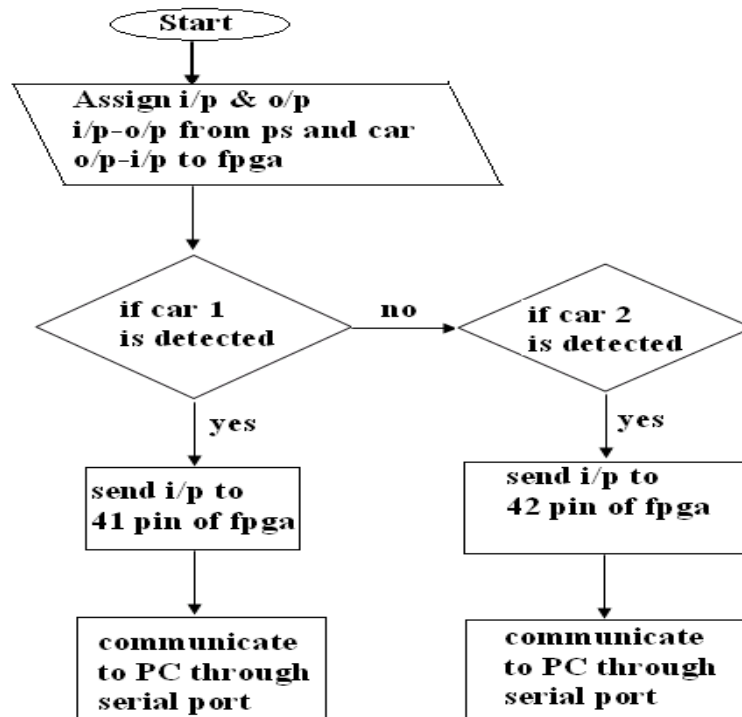 Start
Assign i/p & o/p
i/p-o/p from ps and car
o/p-i/p to fpga
if car 1
is detected
no
if car 2
is detected
yes
yes
send i/p to
41 pin of fpga
send i/p to
42 pin of fpga
communicate
to PC through
serial port
communicate
to PC through
serial port